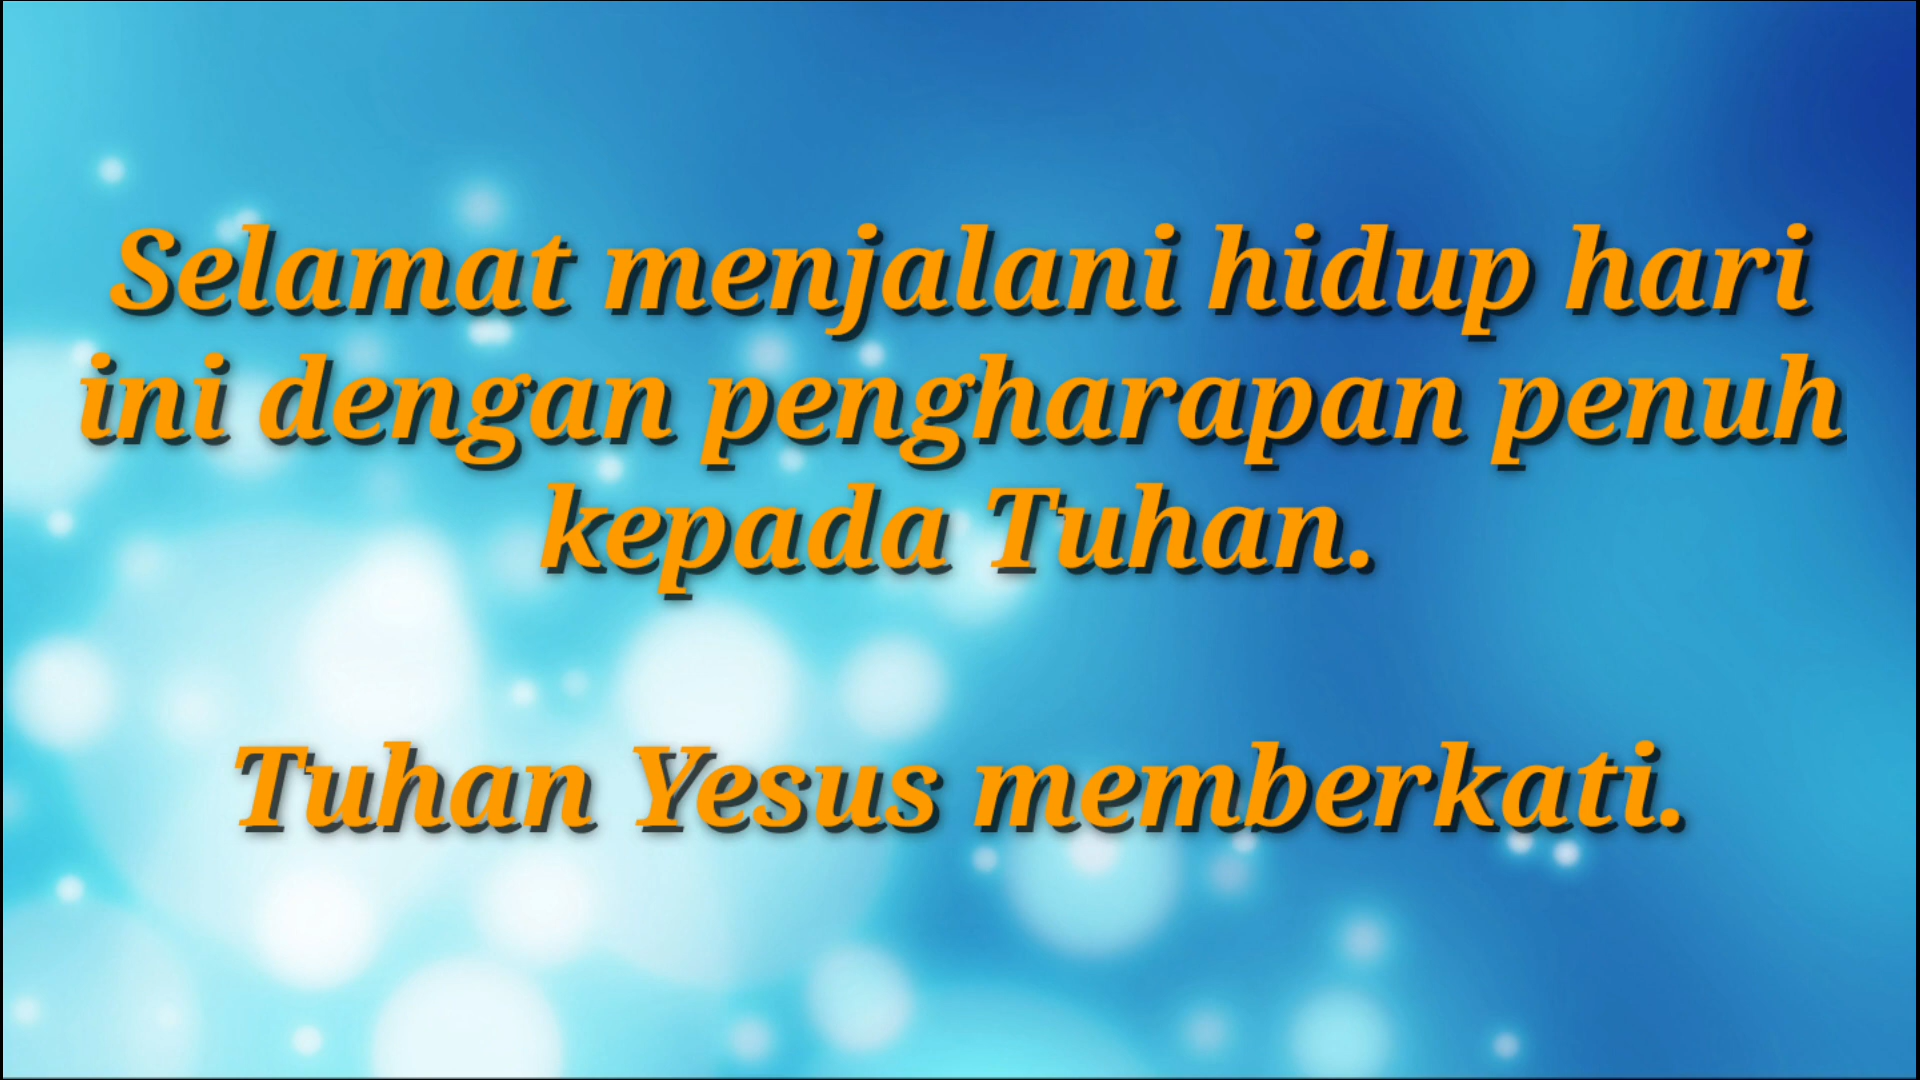 Selamat menjalani hidup hari
ini dengan pengharapan penuh
kepada Tuhan.
Tuhan Yesus memberkati.